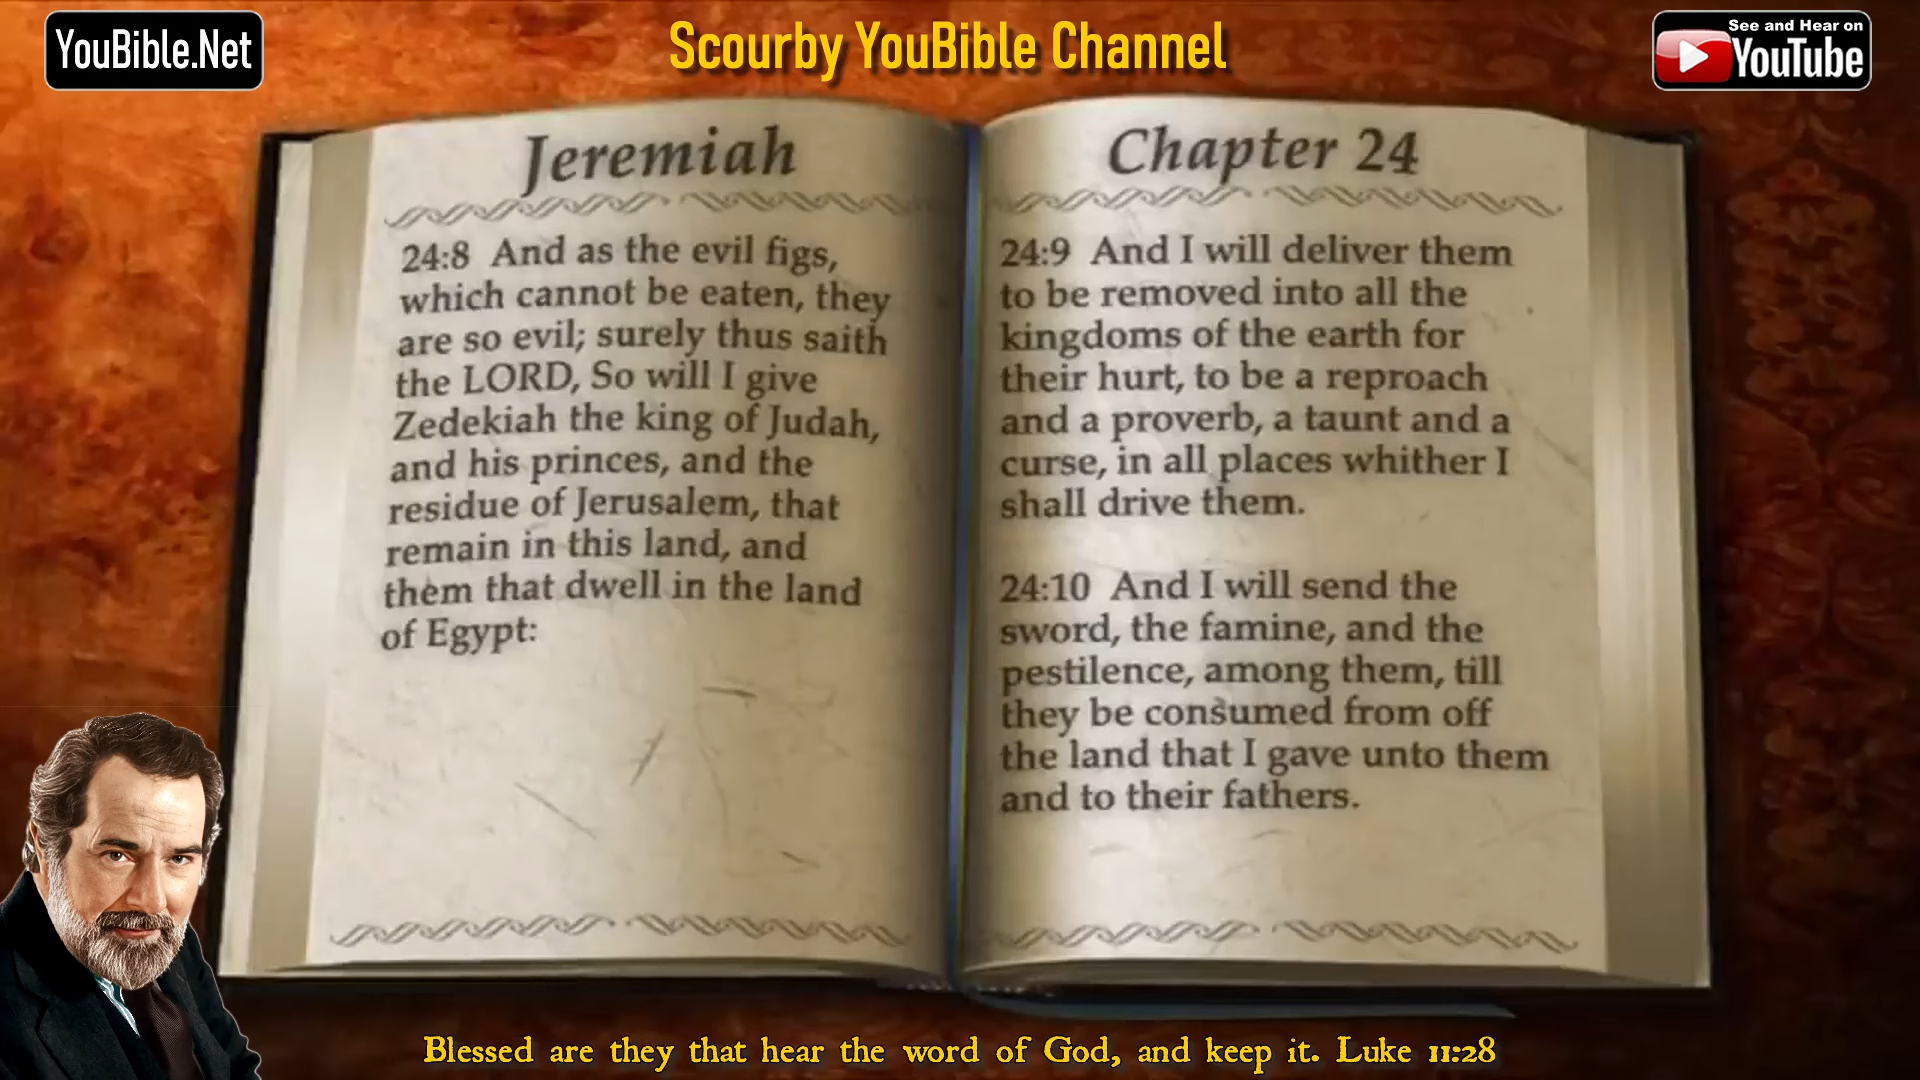 YouBible.Net
Scourby YouBible Channel
See and Hear on
YouTube
Jeremiah
24:8 And as the evil figs,
which cannot be eaten, they
are so evil; surely thus saith
the LORD, So will I give
Zedekiah the king of Judah,
and his princes, and the
residue of Jerusalem, that
remain in this land, and
them that dwell in the land
of Egypt:
Chapter 24
24:9 And I will deliver them
to be removed into all the
kingdoms of the earth for
their hurt, to be a reproach
and a proverb, a taunt and a
curse, in all places whither I
shall drive them.
24:10 And I will send the
sword, the famine, and the
pestilence, among them, till
they be consumed from off
the land that I gave unto them
and to their fathers.
Blessed are they that hear the word of God, and keep it. Luke 11:28